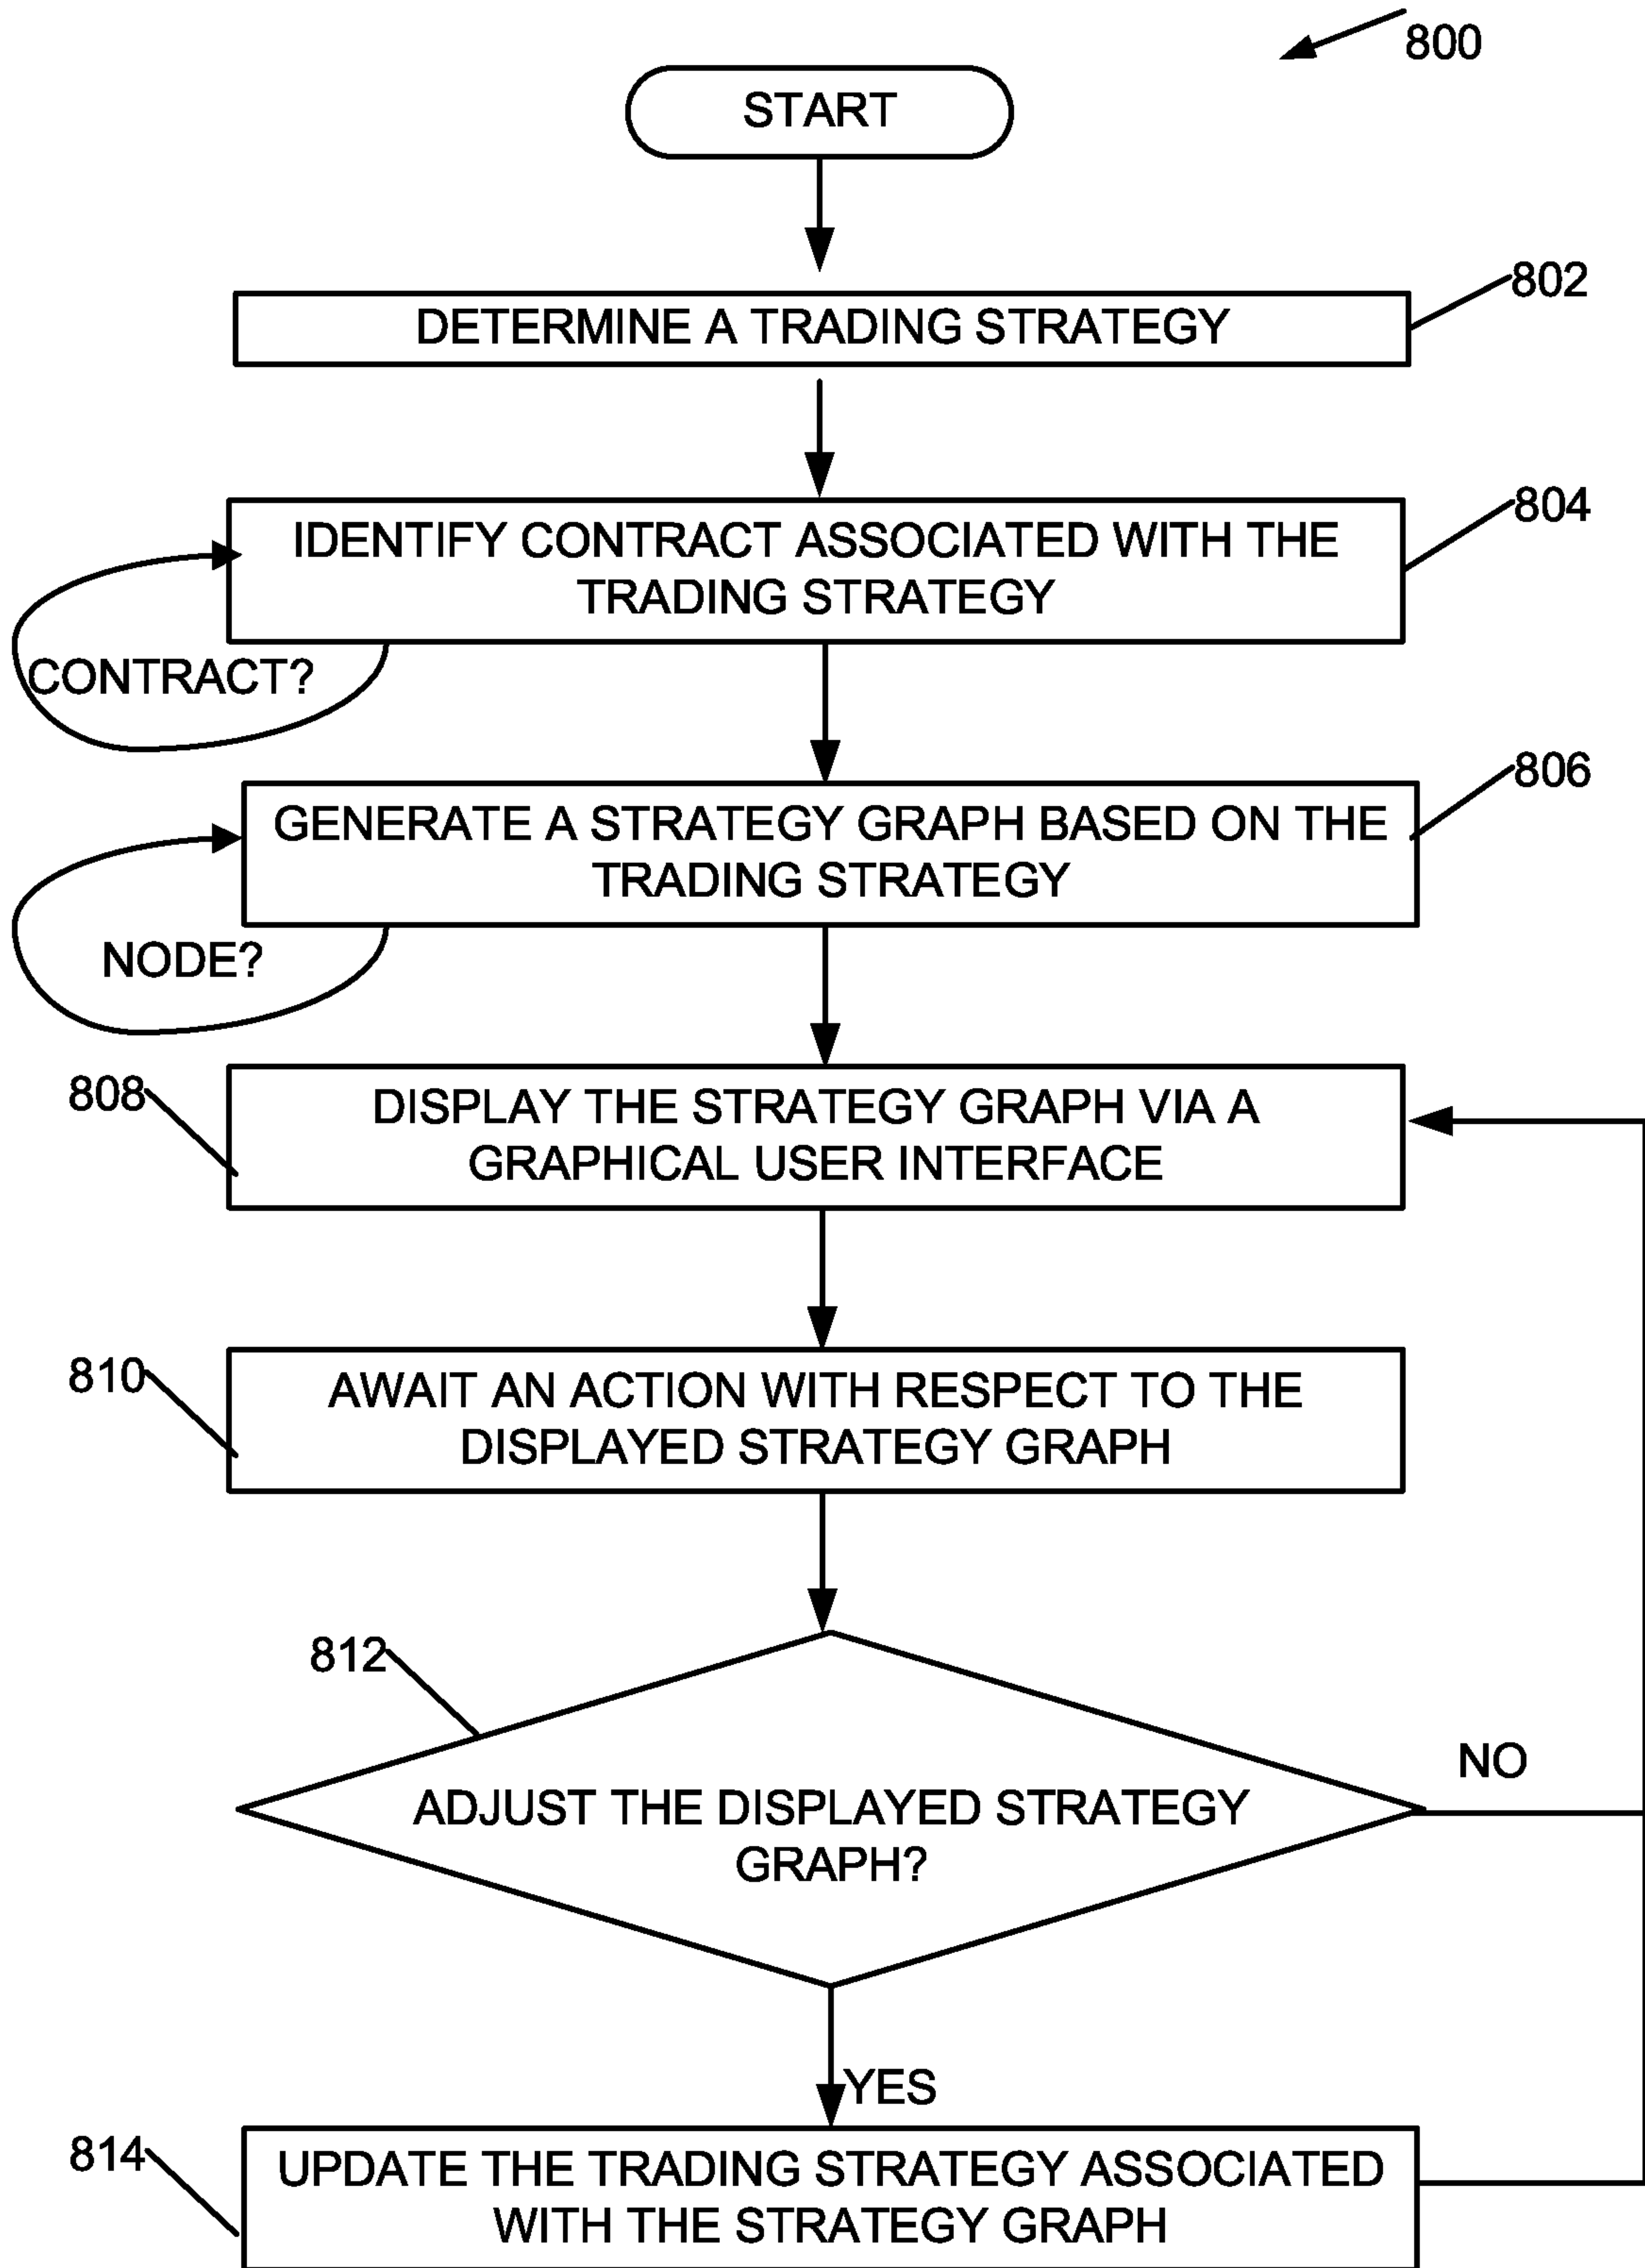 800
START
802
DETERMINE A TRADING STRATEGY
804
IDENTIFY CONTRACT ASSOCIATED WITH THE
TRADING STRATEGY
CONTRACT?
806
GENERATE A STRATEGY GRAPH BASED ON THE
TRADING STRATEGY
NODE?
808
DISPLAY THE STRATEGY GRAPH VIA A
GRAPHICAL USER INTERFACE
810
AWAIT AN ACTION WITH RESPECT TO THE
DISPLAYED STRATEGY GRAPH
812
NO
ADJUST THE DISPLAYED STRATEGY
GRAPH?
YES
814
UPDATE THE TRADING STRATEGY ASSOCIATED
WITH THE STRATEGY GRAPH